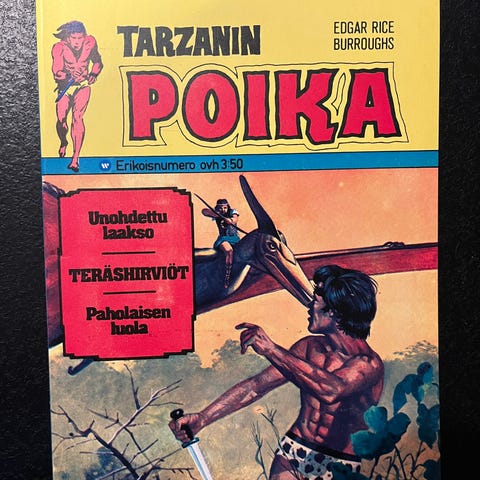 TARZANIN
EDGAR RICE
BURROUGHS
POIKA
W Erikoisnumero ovh 3:50
Unohdettu
laakso
TERÄSHIRVIÖT
Paholaisen
luola